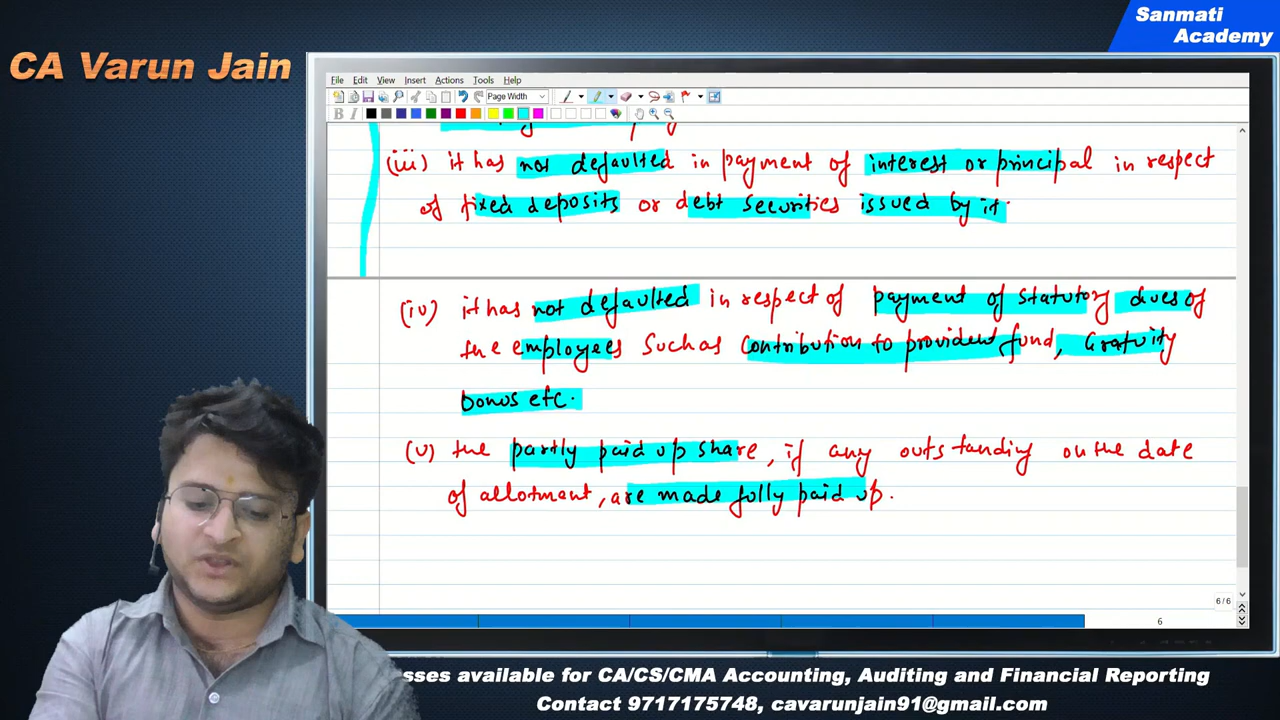 Sanmati
Academy
CA Varun Jain
File Edit View Insert Actions Tools Help
Page Width
B I
(iii) it has not defaulted in payment of interest or principal in respect
of fixed deposits or debt securities issued by it.
(iv) it has not defaulted in respect of payment of statutory dues of
the employees such as contribution to provident fund, Gratuity
bonus etc.
(v) the partly paid up share, if any outstanding on the date
of allotment, are made fully paid up.
6/6
6
sses available for CA/CS/CMA Accounting, Auditing and Financial Reporting
Contact 9717175748, cavarunjain91@gmail.com